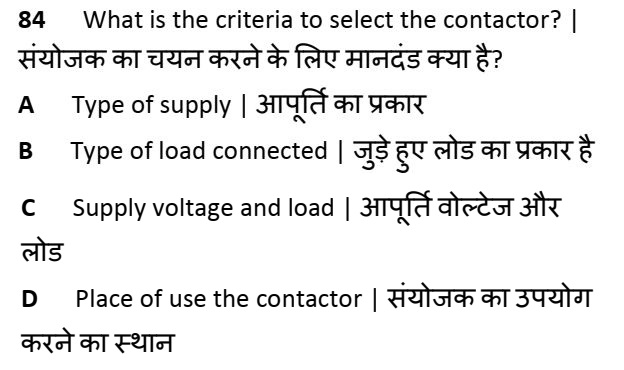 84 What is the criteria to select the contactor? |
संयोजक का चयन करने के लिए मानदंड क्या है?
A Type of supply | आपूर्ति का प्रकार
B Type of load connected | जुड़े हुए लोड का प्रकार है
C Supply voltage and load | आपूर्ति वोल्टेज और
लोड
D Place of use the contactor | संयोजक का उपयोग
करने का स्थान